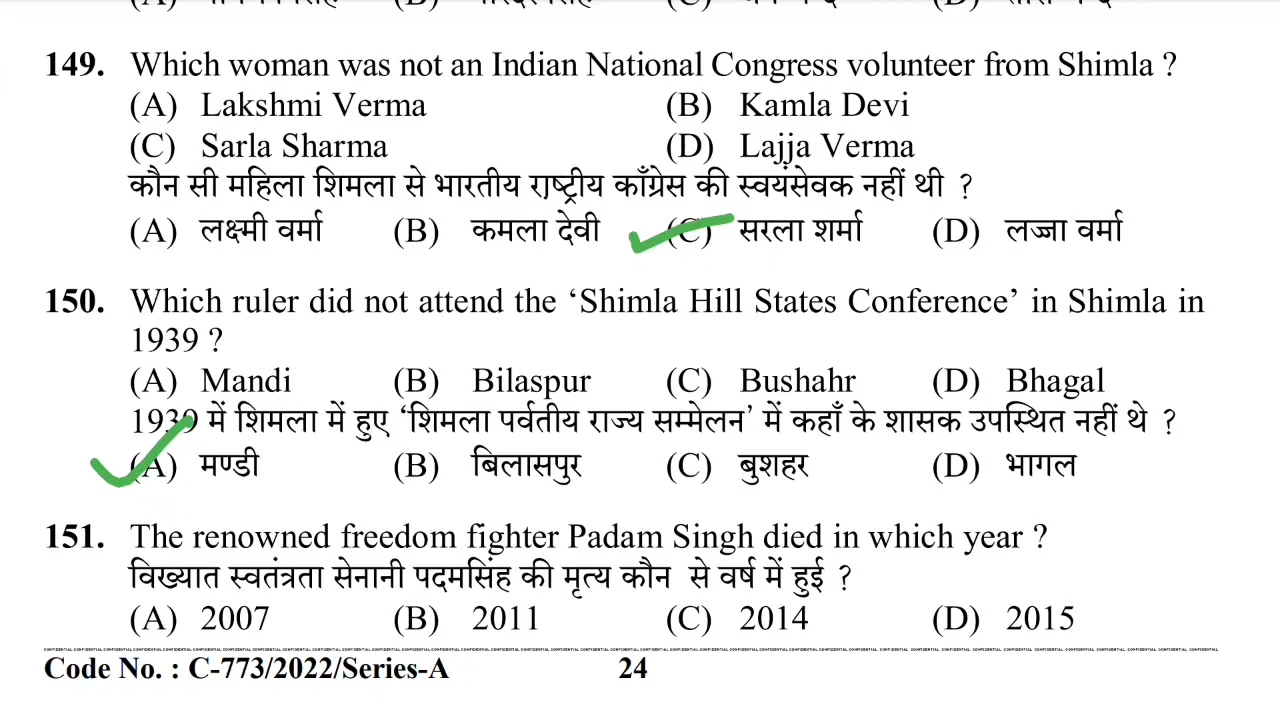 149. Which woman was not an Indian National Congress volunteer from Shimla ?
(A) Lakshmi Verma (B) Kamla Devi
(C) Sarla Sharma (D) Lajja Verma
कौन सी महिला शिमला से भारतीय राष्ट्रीय काँग्रेस की स्वयंसेवक नहीं थी ?
(A) लक्ष्मी वर्मा (B) कमला देवी (C) सरला शर्मा (D) लज्जा वर्मा
150. Which ruler did not attend the ‘Shimla Hill States Conference’ in Shimla in
1939 ?
(A) Mandi (B) Bilaspur (C) Bushahr (D) Bhagal
1939 में शिमला में हुए ‘शिमला पर्वतीय राज्य सम्मेलन’ में कहाँ के शासक उपस्थित नहीं थे ?
(A) मण्डी (B) बिलासपुर (C) बुशहर (D) भागल
151. The renowned freedom fighter Padam Singh died in which year ?
विख्यात स्वतंत्रता सेनानी पदमसिंह की मृत्य कौन से वर्ष में हुई ?
(A) 2007 (B) 2011 (C) 2014 (D) 2015
Code No. : C-773/2022/Series-A 24